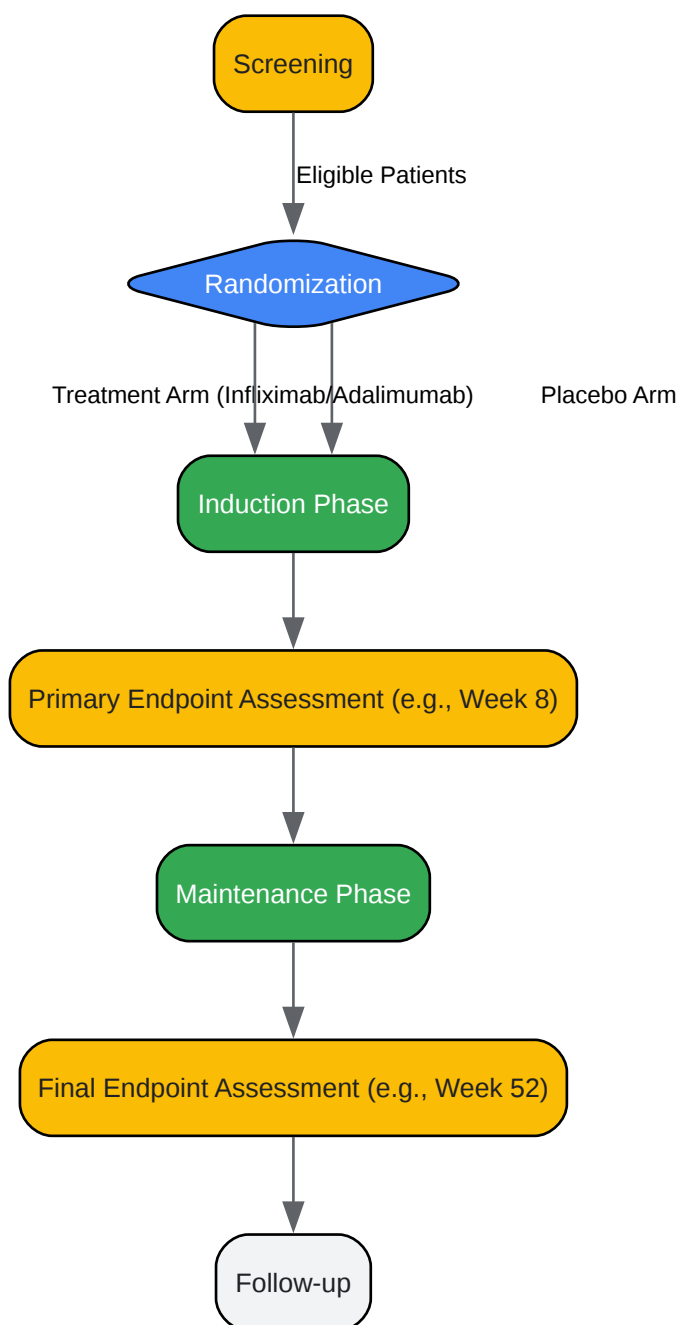 Screening
Eligible Patients
Randomization
Treatment Arm (Infliximab/Adalimumab)
Placebo Arm
Induction Phase
Primary Endpoint Assessment (e.g., Week 8)
Maintenance Phase
Final Endpoint Assessment (e.g., Week 52)
Follow-up